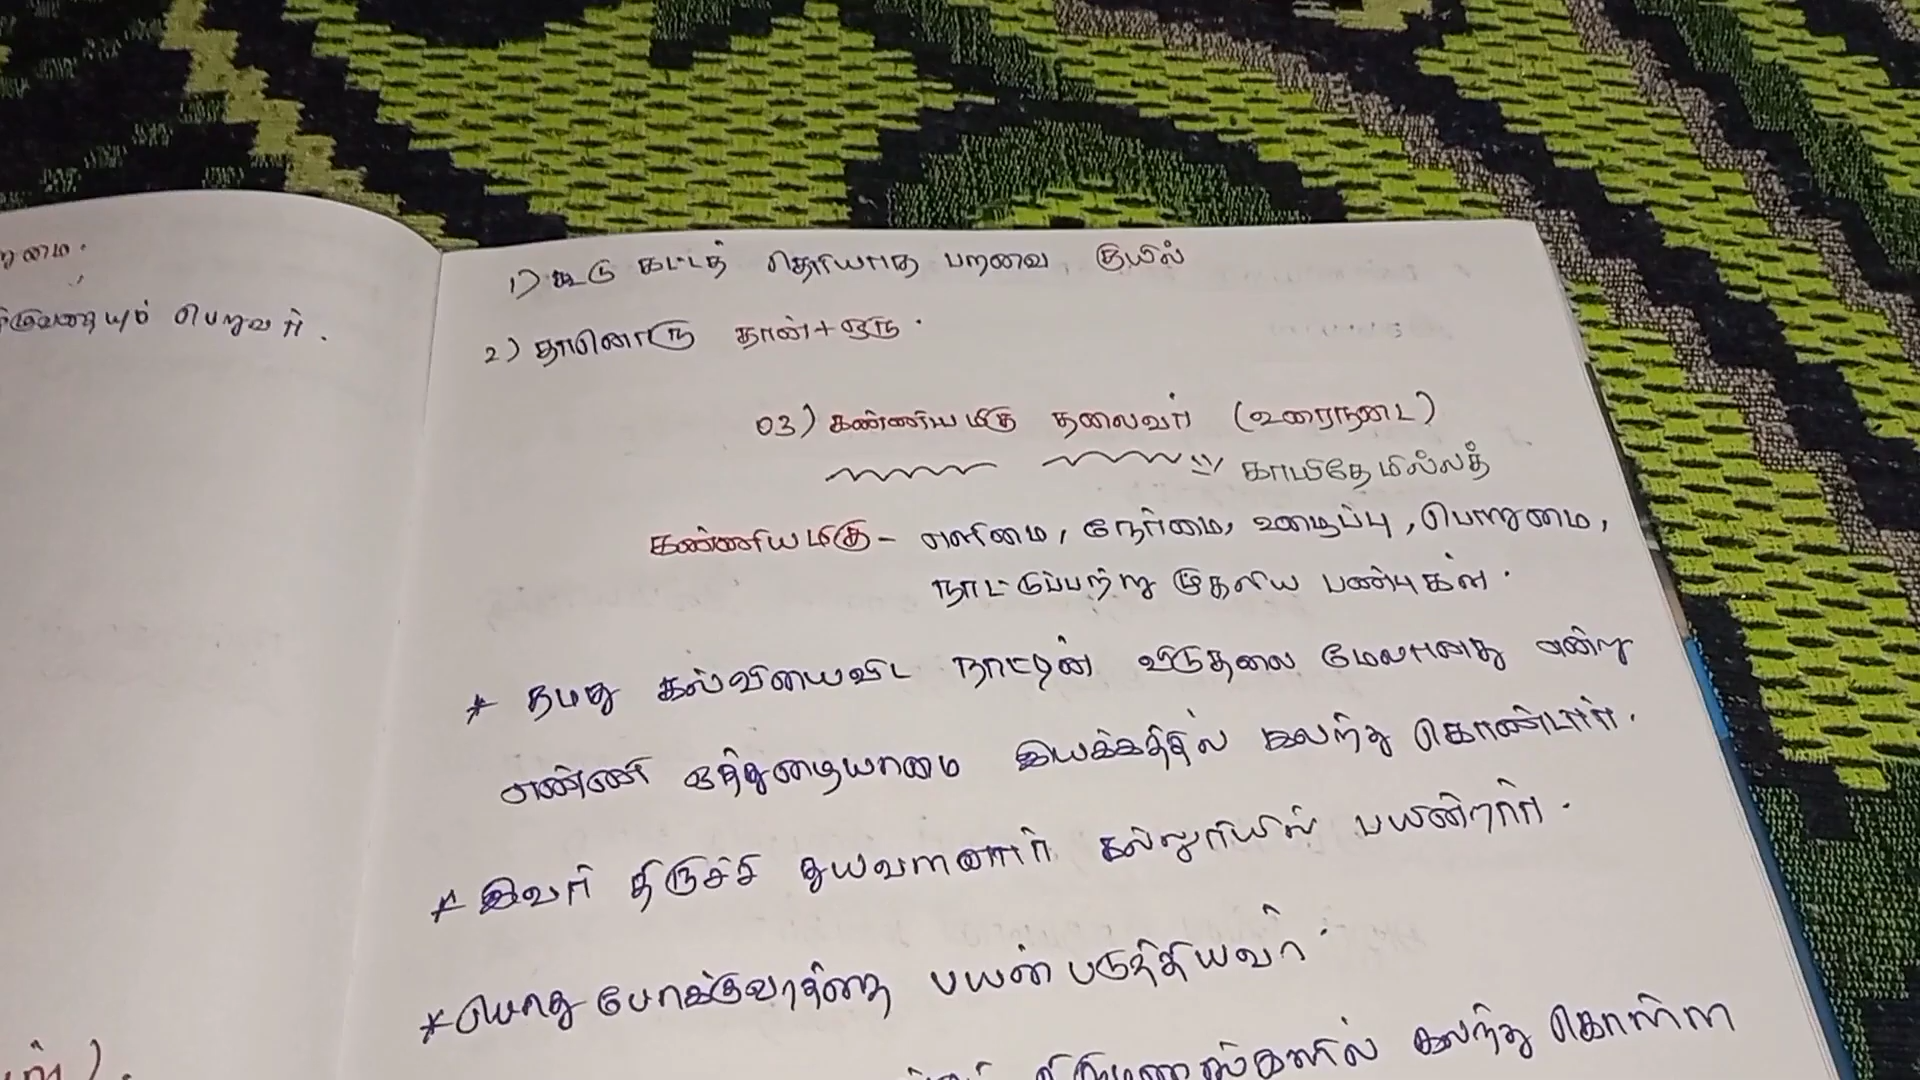 னமை.
பெறுவர்.
1) கூடு கட்டத் தெரியாத பறவை குயில்
2) தானொரு தான்+ஒரு.
03) கண்ணியமிகு தலைவர் (உரைநடை)
காயிதேமில்லத்
கண்ணியமிகு - எளிமை, நேர்மை, உழைப்பு, பொறுமை,
நாட்டுப்பற்று முதலிய பண்புகள்.
* தமது கல்வியைவிட நாட்டின் விடுதலை மேலானது என்று
எண்ணி ஒத்துழையாமை இயக்கத்தில் கலந்து கொண்டார்.
* இவர் திருச்சி தூயவளனார் கல்லூரியில் பயின்றார்.
* பொது போக்குவரத்தை பயன்படுத்தியவர்.
கலந்து கொள்ள